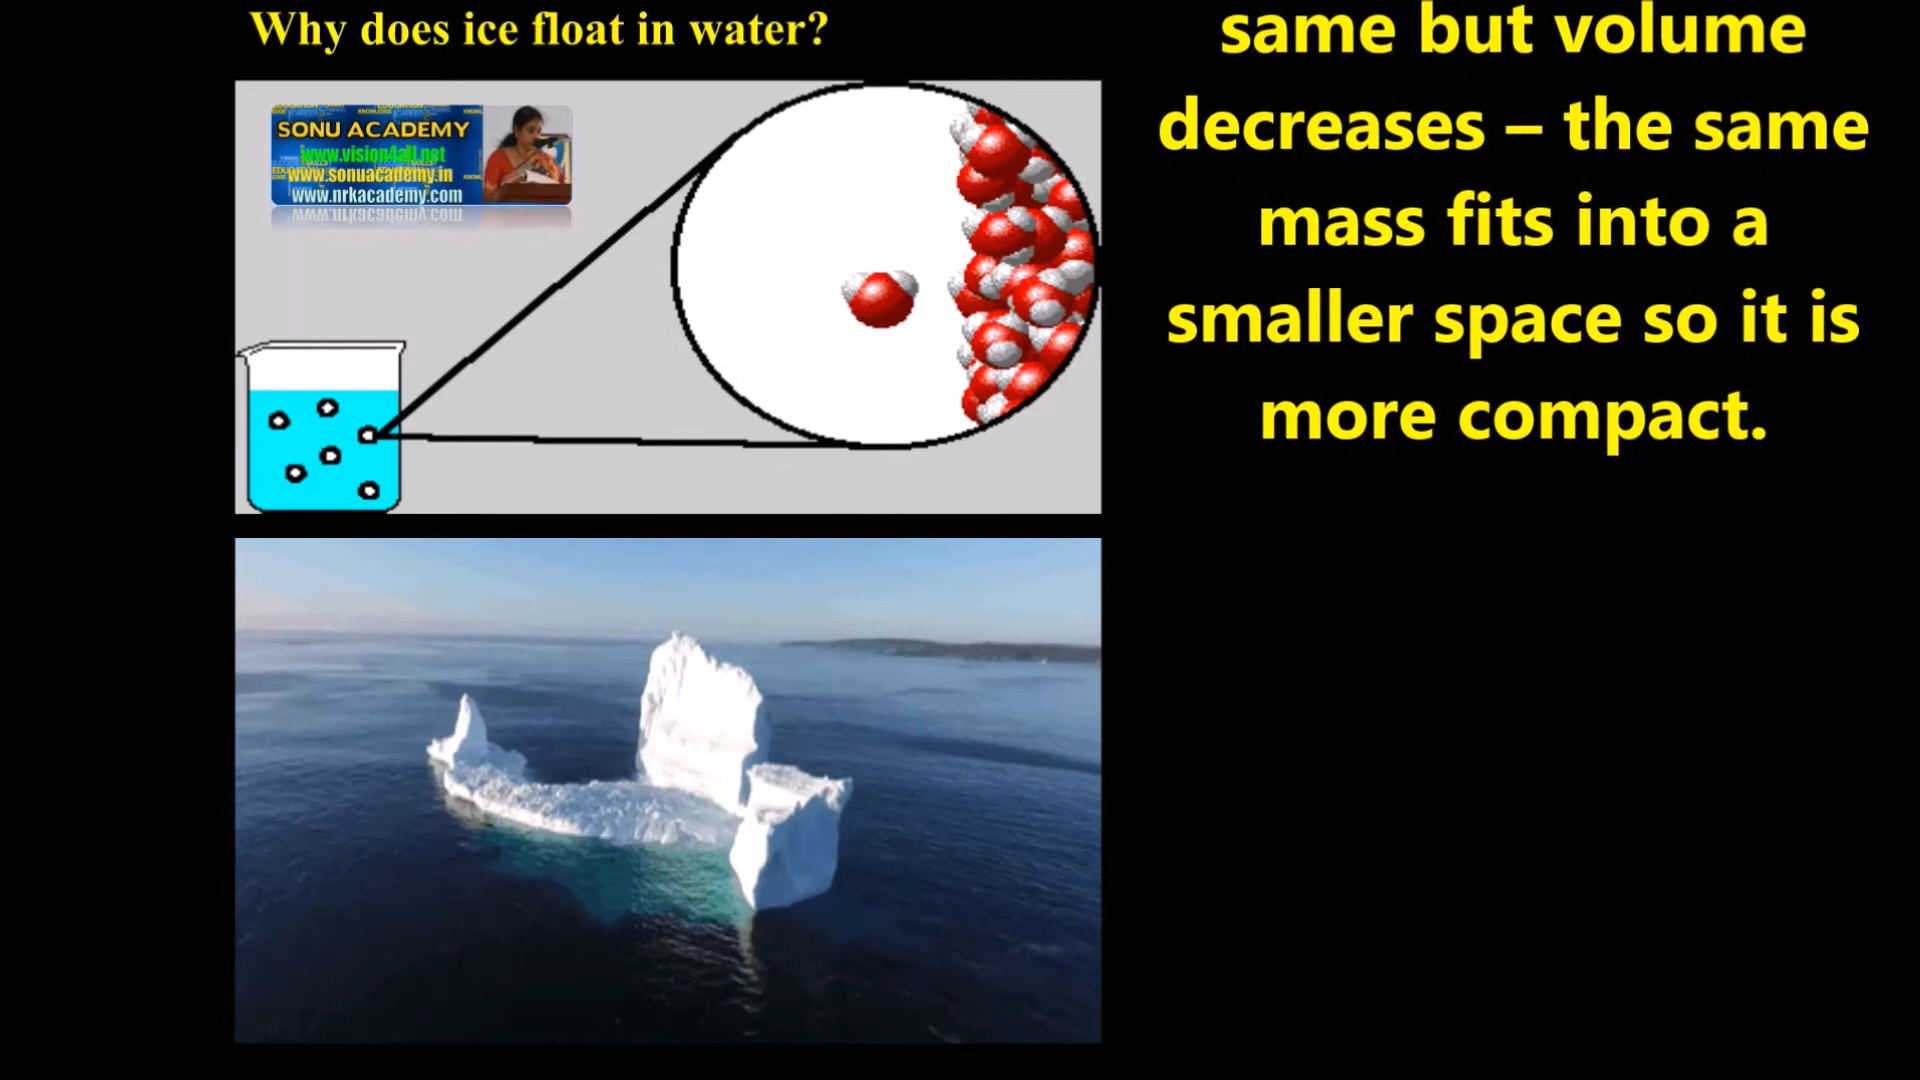 Why does ice float in water?
SONU ACADEMY
www.vision4all.net
www.sonuacademy.in
www.nrkacademy.com
same but volume
decreases – the same
mass fits into a
smaller space so it is
more compact.